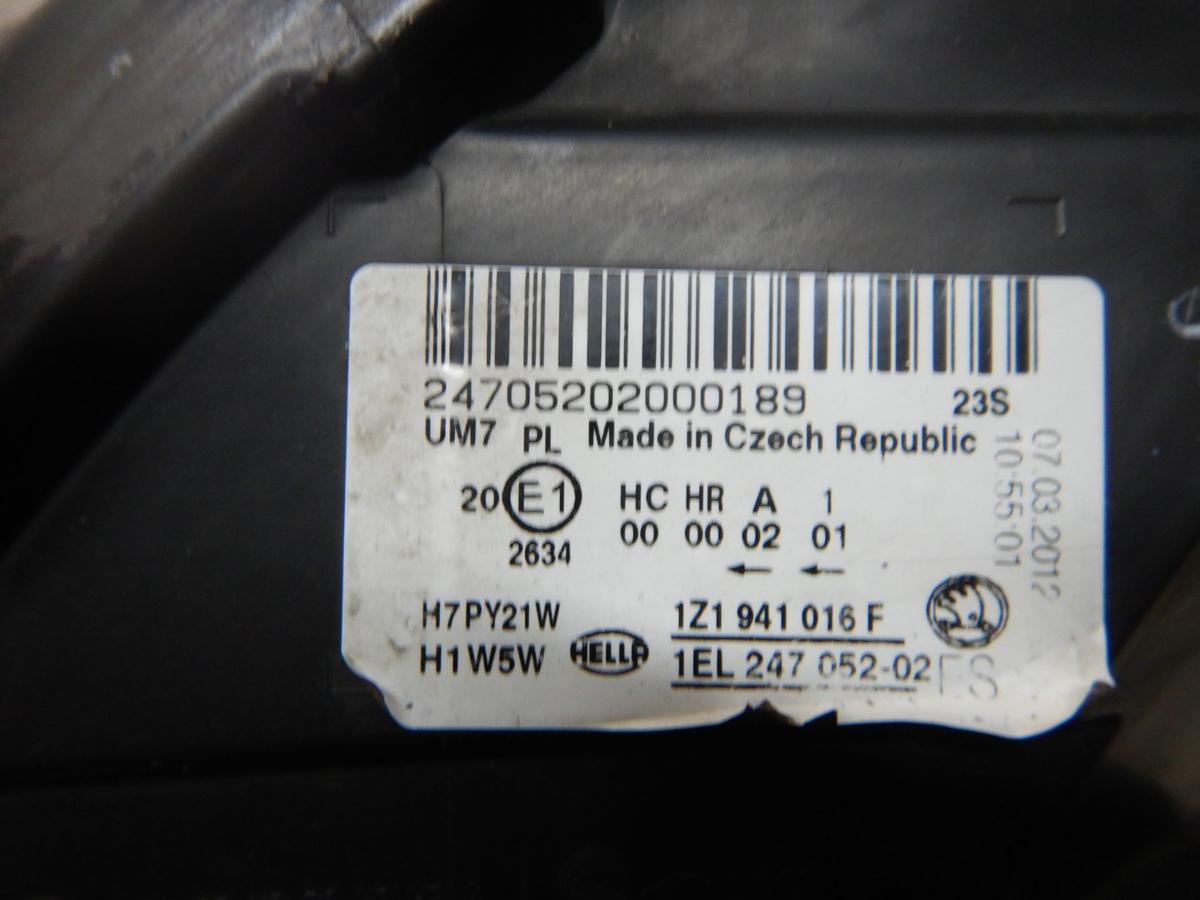 24705202000189 23S
UM7 PL Made in Czech Republic
20 E1 HC HR A 1
2634 00 00 02 01
← ←
H7PY21W 1Z1 941 016 F
H1W5W HELLA 1EL 247 052-02
07.03.2012
10:55:01